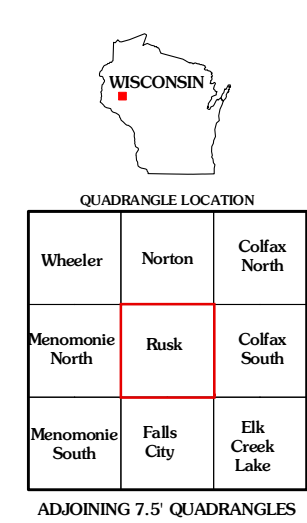 WISCONSIN
QUADRANGLE LOCATION
Wheeler
Norton
Colfax
North
Menomonie
North
Rusk
Colfax
South
Menomonie
South
Falls
City
Elk
Creek
Lake
ADJOINING 7.5' QUADRANGLES